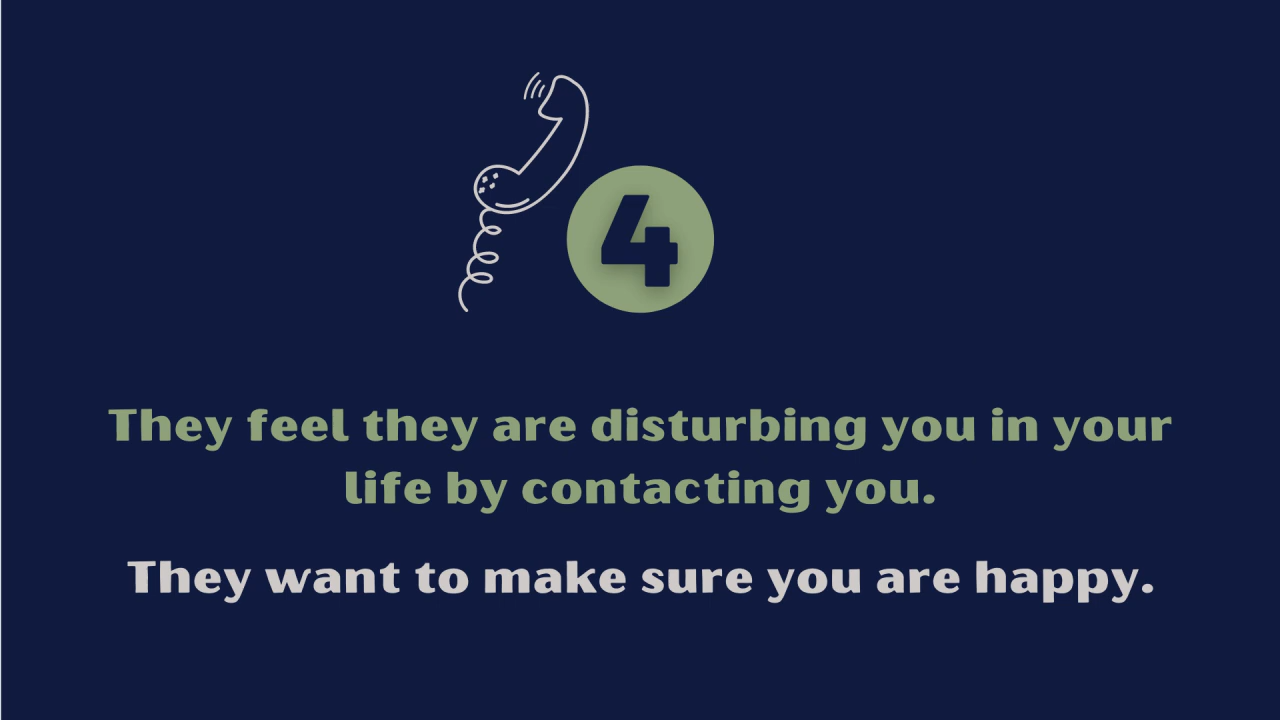 4
They feel they are disturbing you in your
life by contacting you.
They want to make sure you are happy.